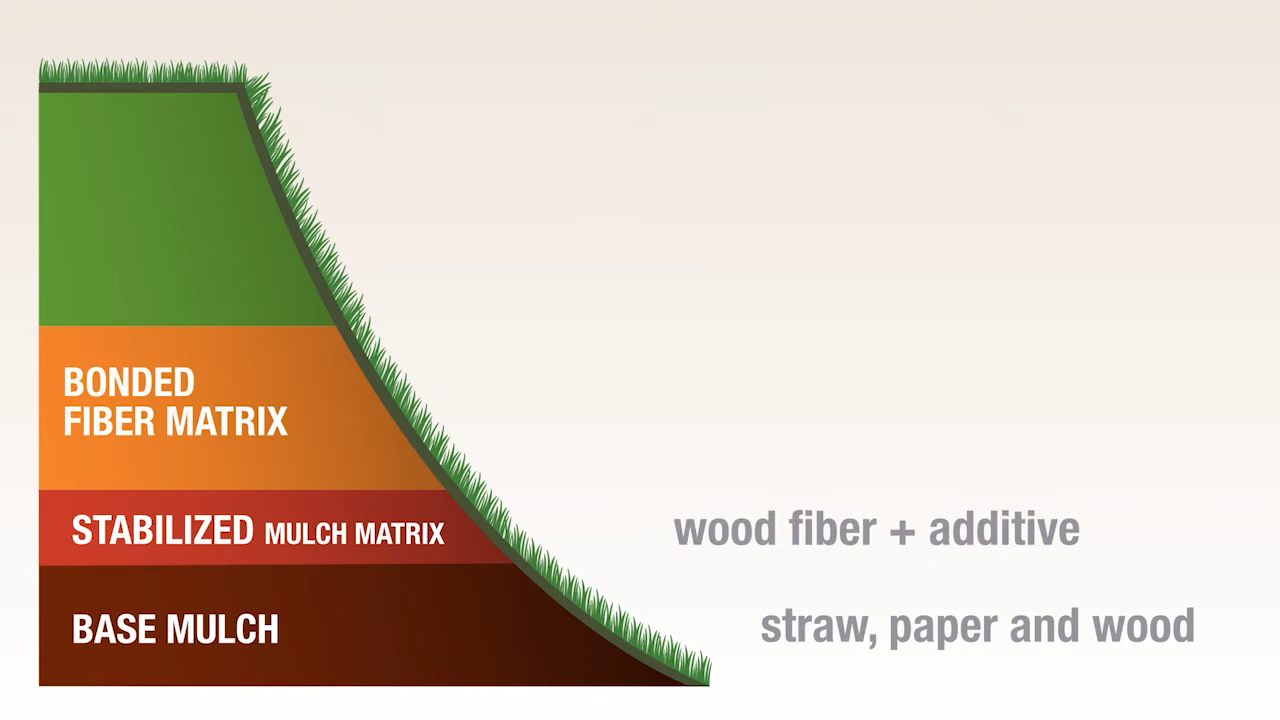 BONDED
FIBER MATRIX
STABILIZED MULCH MATRIX
wood fiber + additive
BASE MULCH
straw, paper and wood